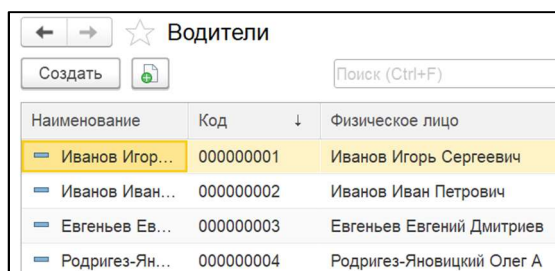 Водители
Создать Поиск (Ctrl+F)
Наименование Код ↓ Физическое лицо
Иванов Игор... 000000001 Иванов Игорь Сергеевич
Иванов Иван... 000000002 Иванов Иван Петрович
Евгеньев Ев... 000000003 Евгеньев Евгений Дмитриев
Родригез-Ян... 000000004 Родригез-Яновицкий Олег А